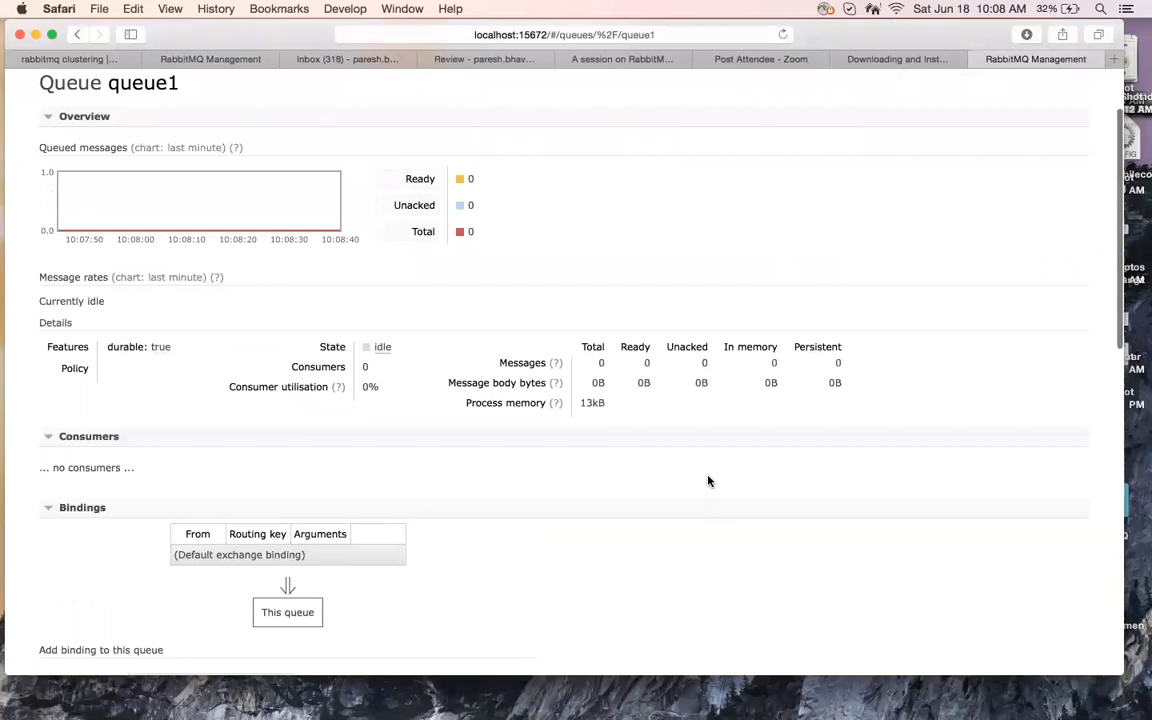 Safari File Edit View History Bookmarks Develop Window Help 32% Sat Jun 18 10:08 AM
localhost:15672/#/queues/%2F/queue1
rabbitmq clustering |... RabbitMQ Management Inbox (318) - paresh.b... Review - paresh.bhav... A session on RabbitM... Post Attendee - Zoom Downloading and Inst... RabbitMQ Management
Queue queue1
Overview
Queued messages (chart: last minute) (?)
1.0
0.0
10:07:50 10:08:00 10:08:10 10:08:20 10:08:30 10:08:40
Ready 0
Unacked 0
Total 0
Message rates (chart: last minute) (?)
Currently idle
Details
Features durable: true
Policy
State idle
Consumers 0
Consumer utilisation (?) 0%
Total Ready Unacked In memory Persistent
Messages (?) 0 0 0 0 0
Message body bytes (?) 0B 0B 0B 0B 0B
Process memory (?) 13kB
Consumers
... no consumers ...
Bindings
From Routing key Arguments
(Default exchange binding)
⇓
This queue
Add binding to this queue